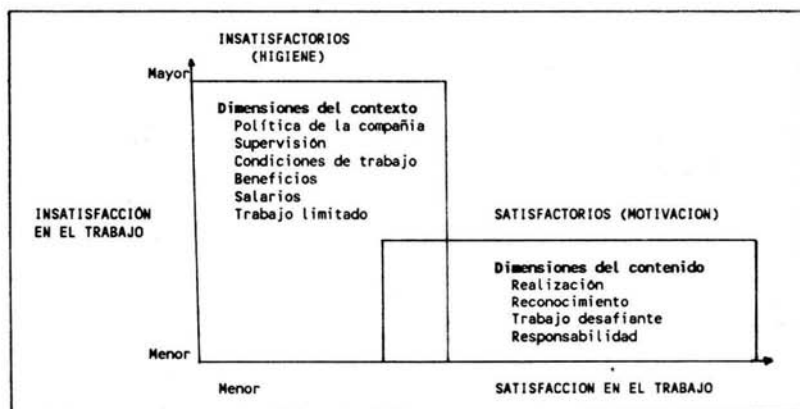 INSATISFACTORIOS
(HIGIENE)
Mayor
Dimensiones del contexto
Política de la compañia
Supervisión
Condiciones de trabajo
Beneficios
Salarios
Trabajo limitado
INSATISFACCIÓN
EN EL TRABAJO
SATISFACTORIOS (MOTIVACION)
Dimensiones del contenido
Realización
Reconocimiento
Trabajo desafiante
Responsabilidad
Menor
Menor
SATISFACCION EN EL TRABAJO